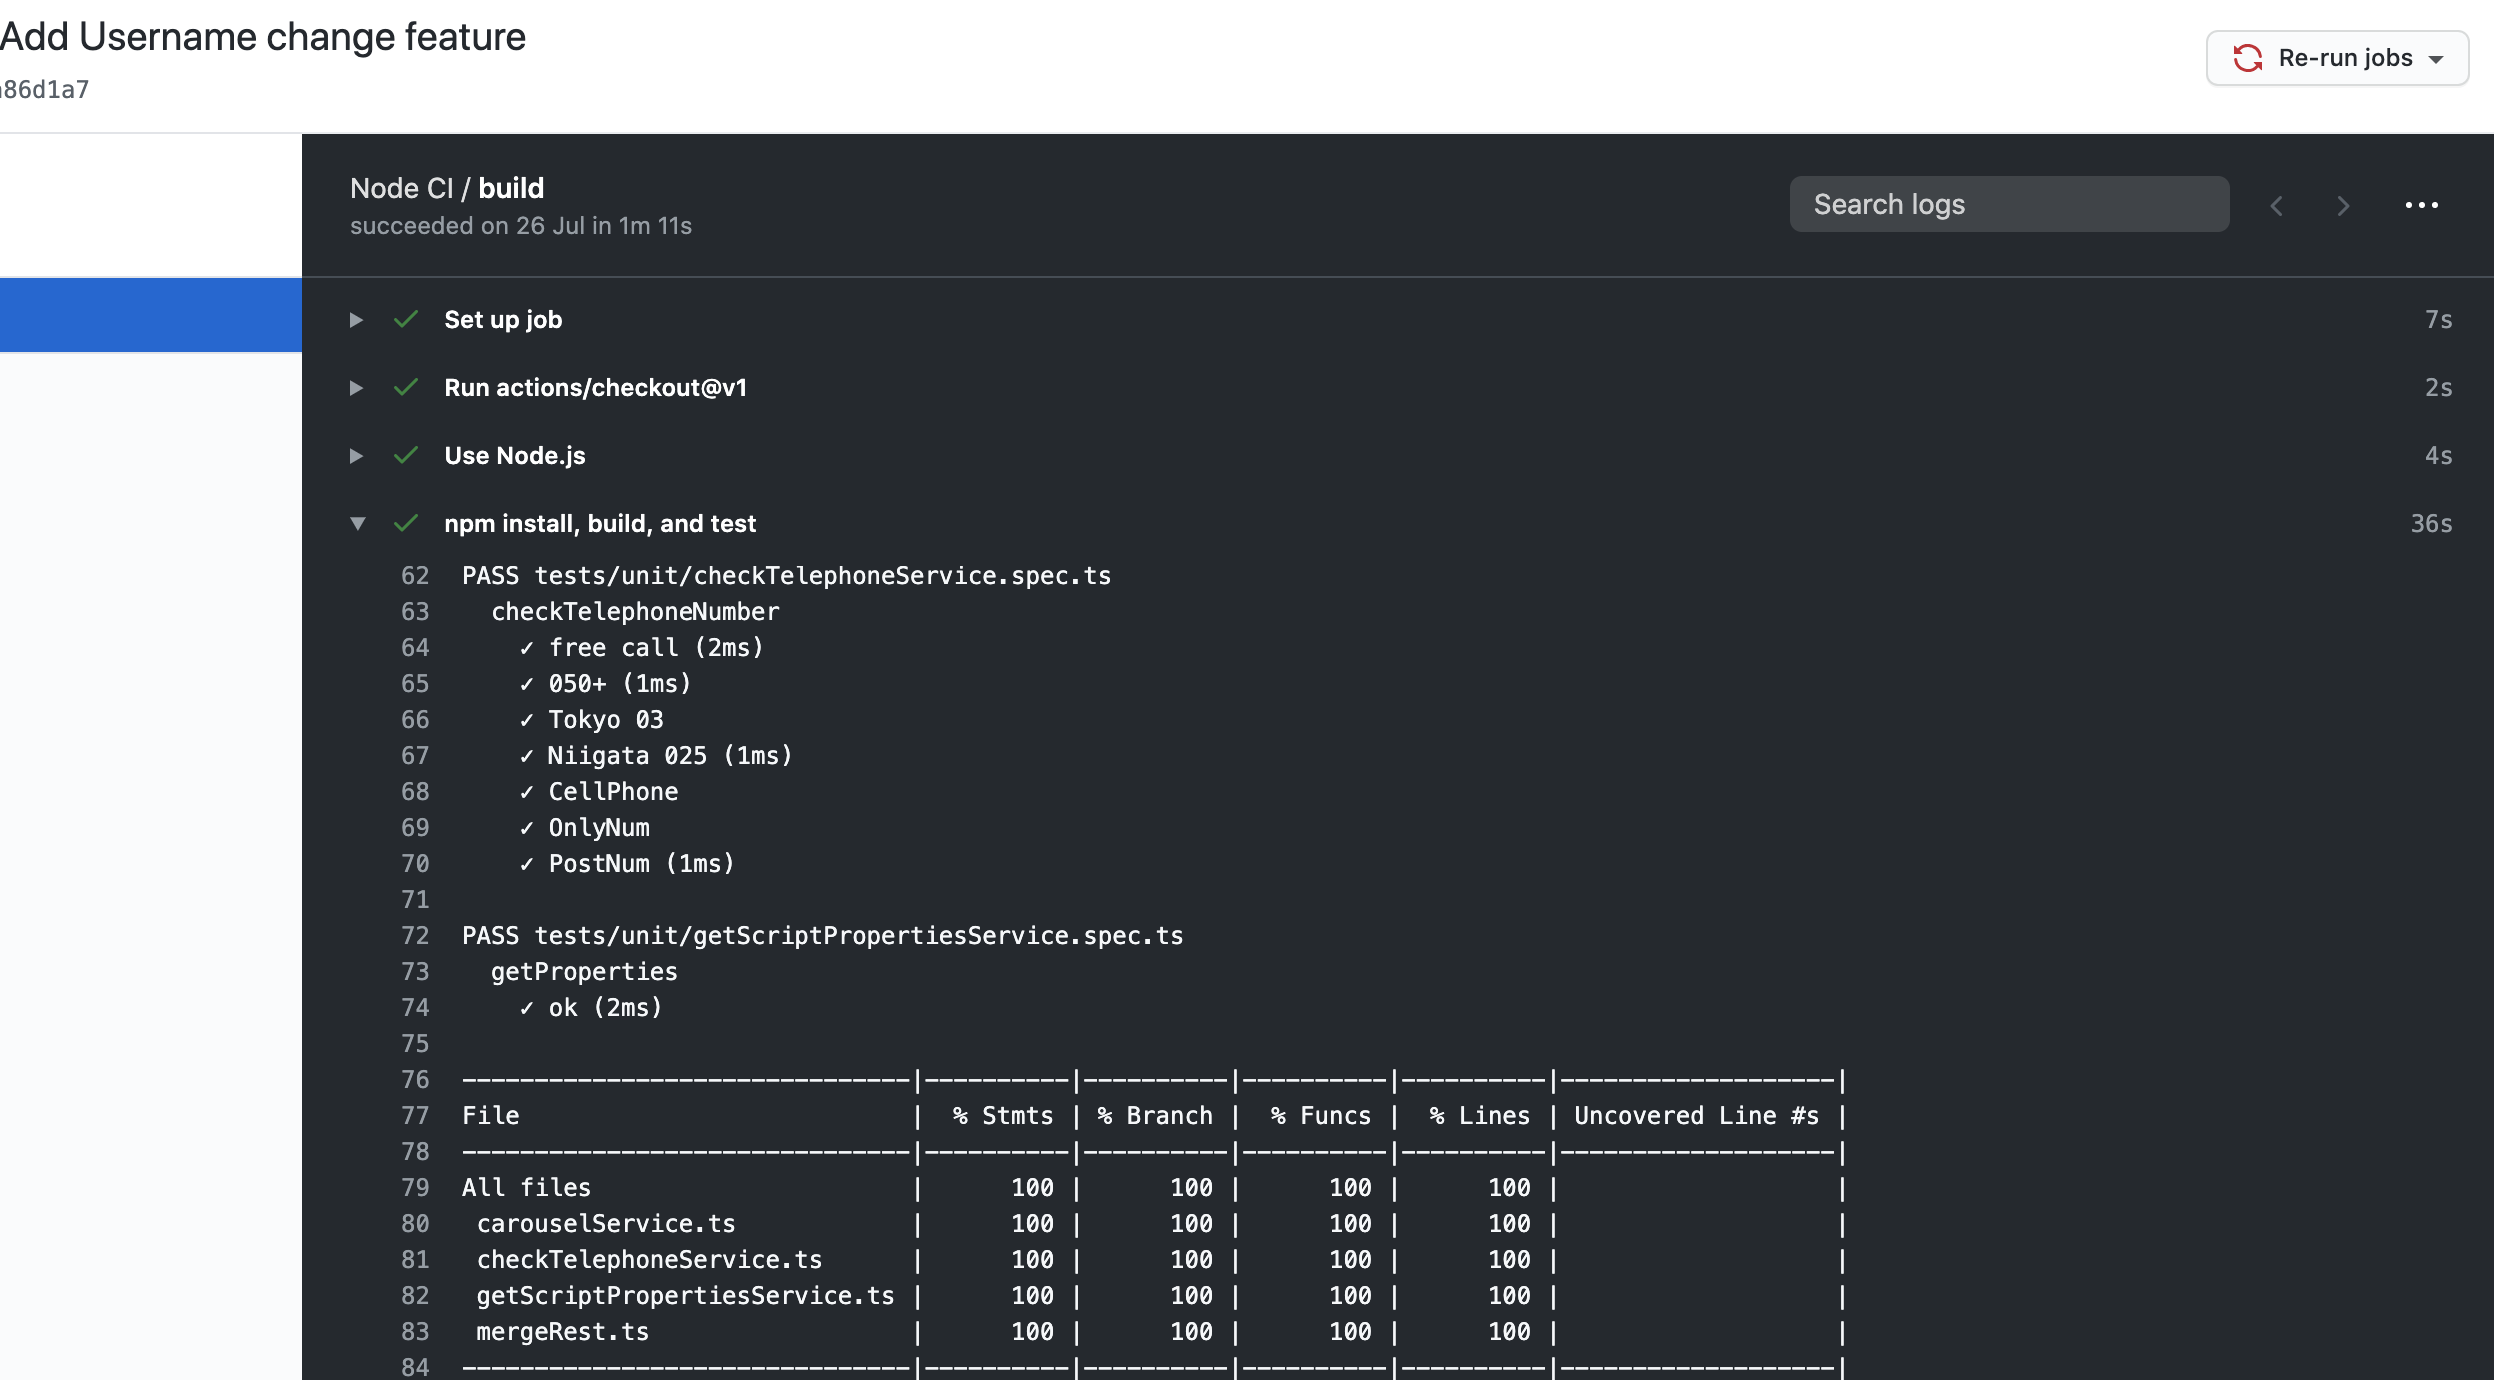 Add Username change feature
86d1a7
Re-run jobs
Node CI / build
succeeded on 26 Jul in 1m 11s
Search logs
Set up job 7s
Run actions/checkout@v1 2s
Use Node.js 4s
npm install, build, and test 36s
62 PASS tests/unit/checkTelephoneService.spec.ts
63 checkTelephoneNumber
64 ✓ free call (2ms)
65 ✓ 050+ (1ms)
66 ✓ Tokyo 03
67 ✓ Niigata 025 (1ms)
68 ✓ CellPhone
69 ✓ OnlyNum
70 ✓ PostNum (1ms)
71
72 PASS tests/unit/getScriptPropertiesService.spec.ts
73 getProperties
74 ✓ ok (2ms)
75
76 -------------------------------|----------|----------|----------|----------|-------------------|
77 File | % Stmts | % Branch | % Funcs | % Lines | Uncovered Line #s |
78 -------------------------------|----------|----------|----------|----------|-------------------|
79 All files | 100 | 100 | 100 | 100 | |
80 carouselService.ts | 100 | 100 | 100 | 100 | |
81 checkTelephoneService.ts | 100 | 100 | 100 | 100 | |
82 getScriptPropertiesService.ts | 100 | 100 | 100 | 100 | |
83 mergeRest.ts | 100 | 100 | 100 | 100 | |
84 -------------------------------|----------|----------|----------|----------|-------------------|